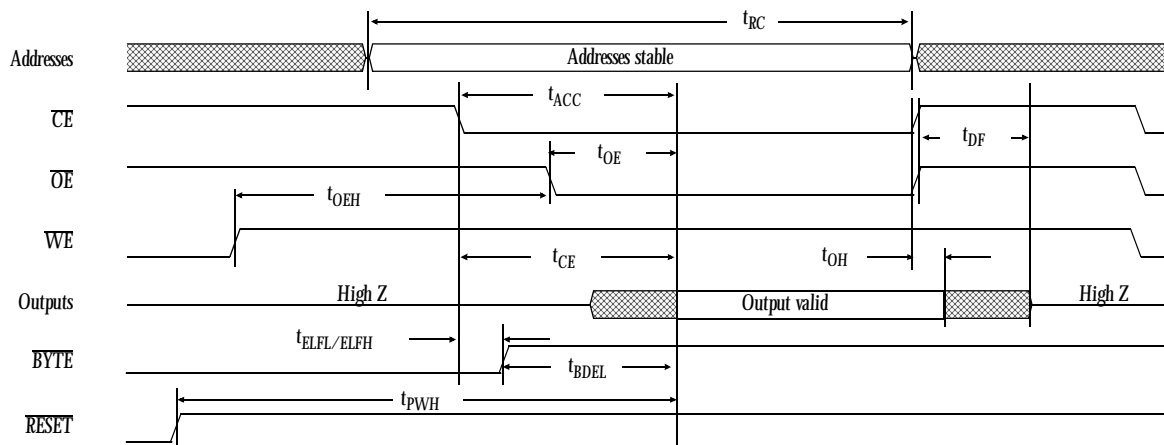 tRC
Addresses
Addresses stable
tACC
CE
tDF
tOE
OE
tOEH
WE
tCE
tOH
High Z
Outputs
Output valid
High Z
tELFL/ELFH
BYTE
tBDEL
tPWH
RESET